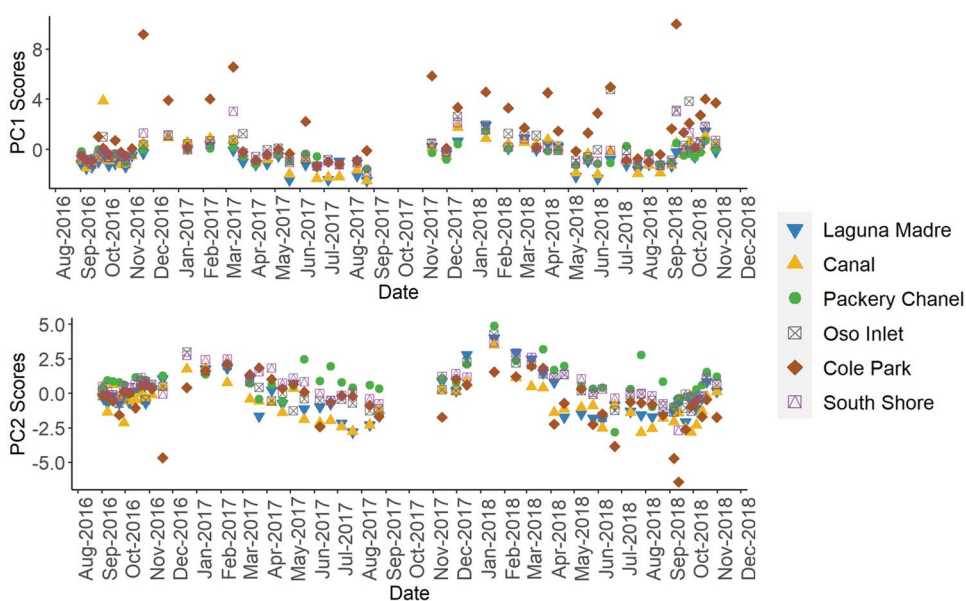 PC1 Scores
8
4
0
Aug-2016
Sep-2016
Oct-2016
Nov-2016
Dec-2016
Jan-2017
Feb-2017
Mar-2017
Apr-2017
May-2017
Jun-2017
Jul-2017
Aug-2017
Sep-2017
Oct-2017
Nov-2017
Dec-2017
Jan-2018
Feb-2018
Mar-2018
Apr-2018
May-2018
Jun-2018
Jul-2018
Aug-2018
Sep-2018
Oct-2018
Nov-2018
Dec-2018
Date
PC2 Scores
5.0
2.5
0.0
-2.5
-5.0
Aug-2016
Sep-2016
Oct-2016
Nov-2016
Dec-2016
Jan-2017
Feb-2017
Mar-2017
Apr-2017
May-2017
Jun-2017
Jul-2017
Aug-2017
Sep-2017
Oct-2017
Nov-2017
Dec-2017
Jan-2018
Feb-2018
Mar-2018
Apr-2018
May-2018
Jun-2018
Jul-2018
Aug-2018
Sep-2018
Oct-2018
Nov-2018
Dec-2018
Date
Laguna Madre
Canal
Packery Chanel
Oso Inlet
Cole Park
South Shore